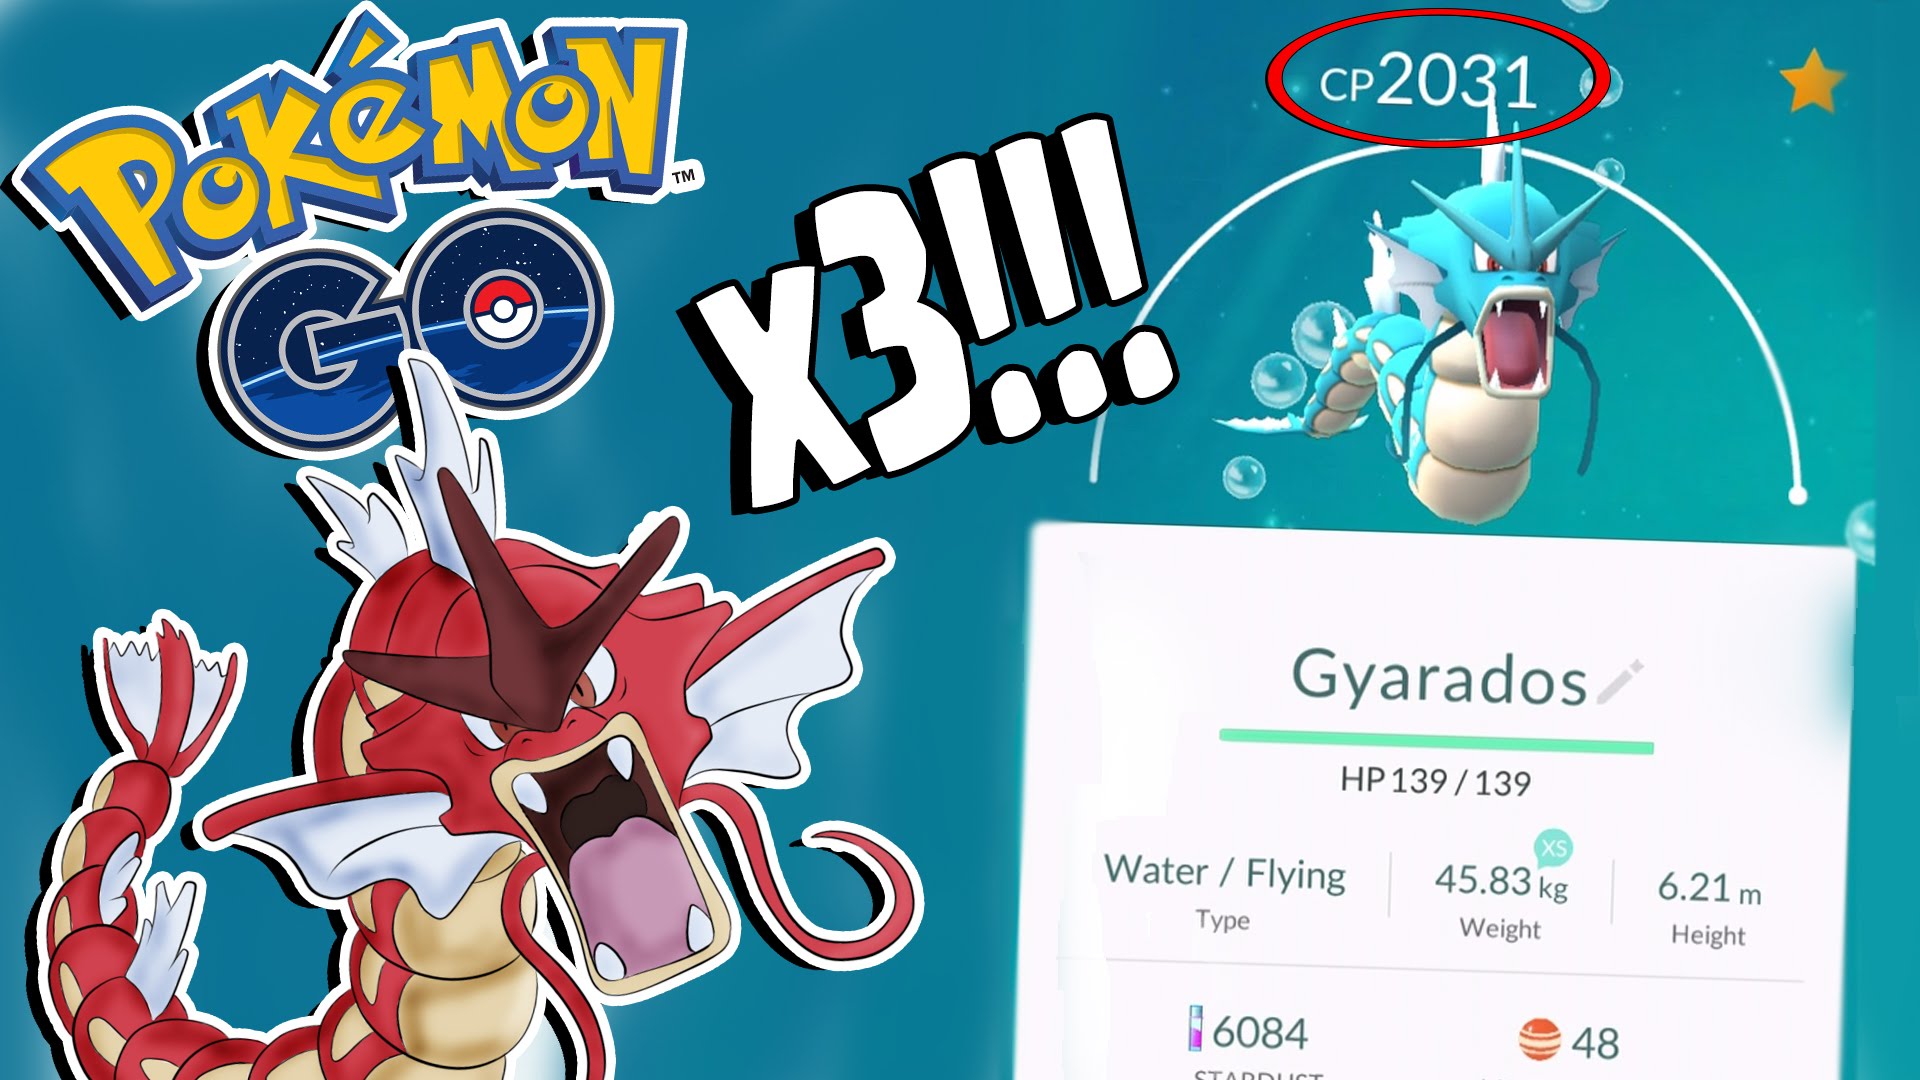 POKéMON
TM
GO
X3!!!
CP2031
Gyarados
HP 139 / 139
XS
Water / Flying
45.83 kg
6.21 m
Type
Weight
Height
6084
48
STARDUST